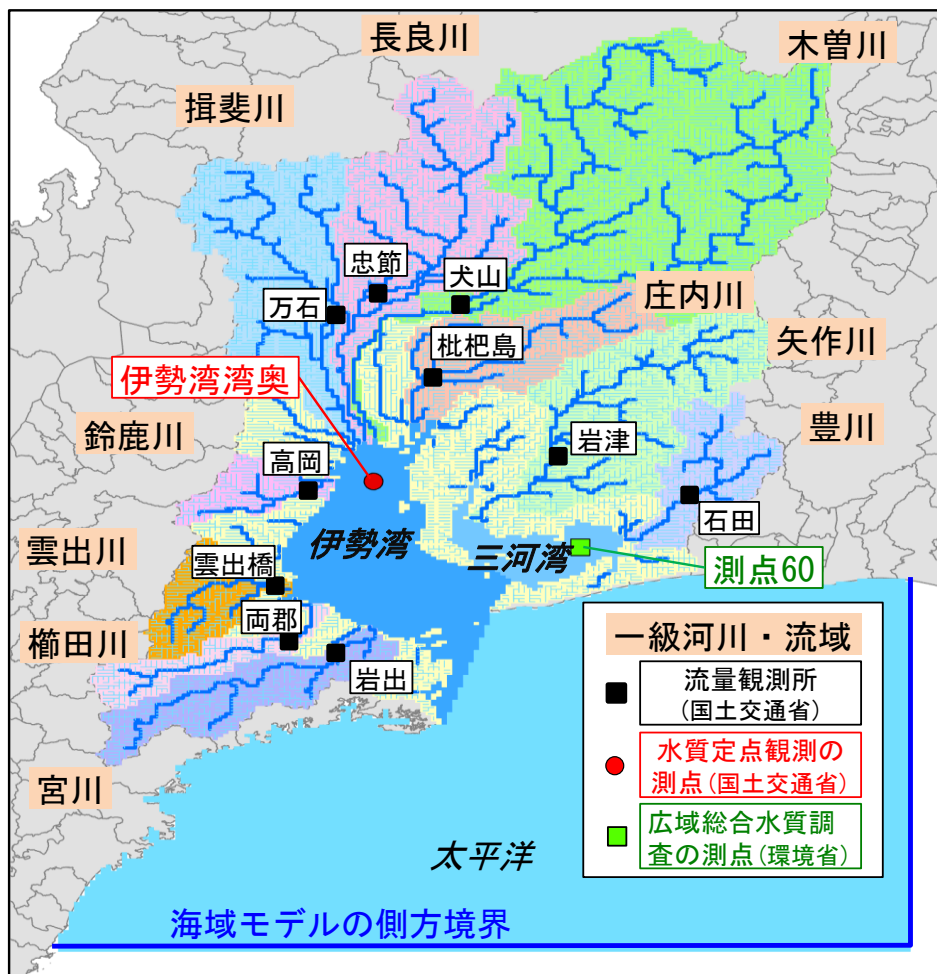 長良川
木曽川
揖斐川
忠節
犬山
万石
庄内川
枇杷島
矢作川
伊勢湾湾奥
鈴鹿川
豊川
高岡
岩津
石田
伊勢湾
三河湾
雲出川
雲出橋
測点60
両郡
櫛田川
岩出
宮川
一級河川・流域
流量観測所
(国土交通省)
水質定点観測の
測点(国土交通省)
広域総合水質調
査の測点(環境省)
太平洋
海域モデルの側方境界